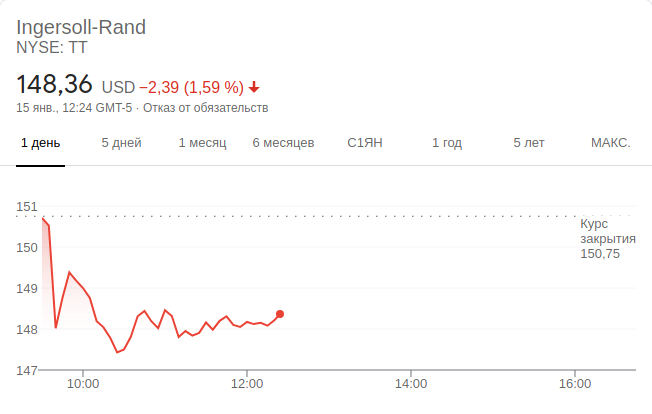 Ingersoll-Rand
NYSE: TT
148,36 USD −2,39 (1,59 %)
15 янв., 12:24 GMT-5 · Отказ от обязательств
1 день 5 дней 1 месяц 6 месяцев С1ЯН 1 год 5 лет МАКС.
151
Курс
закрытия
150,75
150
149
148
147
10:00 12:00 14:00 16:00